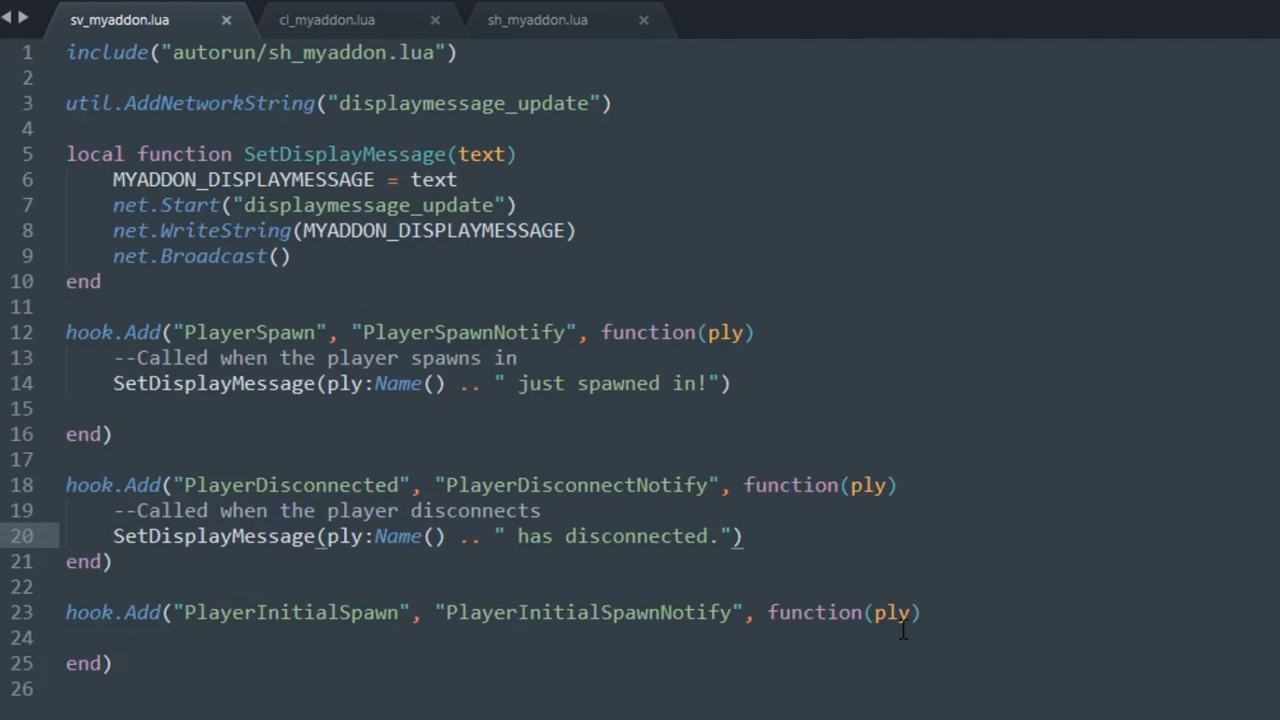 sv_myaddon.lua × cl_myaddon.lua × sh_myaddon.lua ×
1 include("autorun/sh_myaddon.lua")
2
3 util.AddNetworkString("displaymessage_update")
4
5 local function SetDisplayMessage(text)
6 MYADDON_DISPLAYMESSAGE = text
7 net.Start("displaymessage_update")
8 net.WriteString(MYADDON_DISPLAYMESSAGE)
9 net.Broadcast()
10 end
11
12 hook.Add("PlayerSpawn", "PlayerSpawnNotify", function(ply)
13 --Called when the player spawns in
14 SetDisplayMessage(ply:Name() .. " just spawned in!")
15
16 end)
17
18 hook.Add("PlayerDisconnected", "PlayerDisconnectNotify", function(ply)
19 --Called when the player disconnects
20 SetDisplayMessage(ply:Name() .. " has disconnected.")
21 end)
22
23 hook.Add("PlayerInitialSpawn", "PlayerInitialSpawnNotify", function(ply)
24
25 end)
26